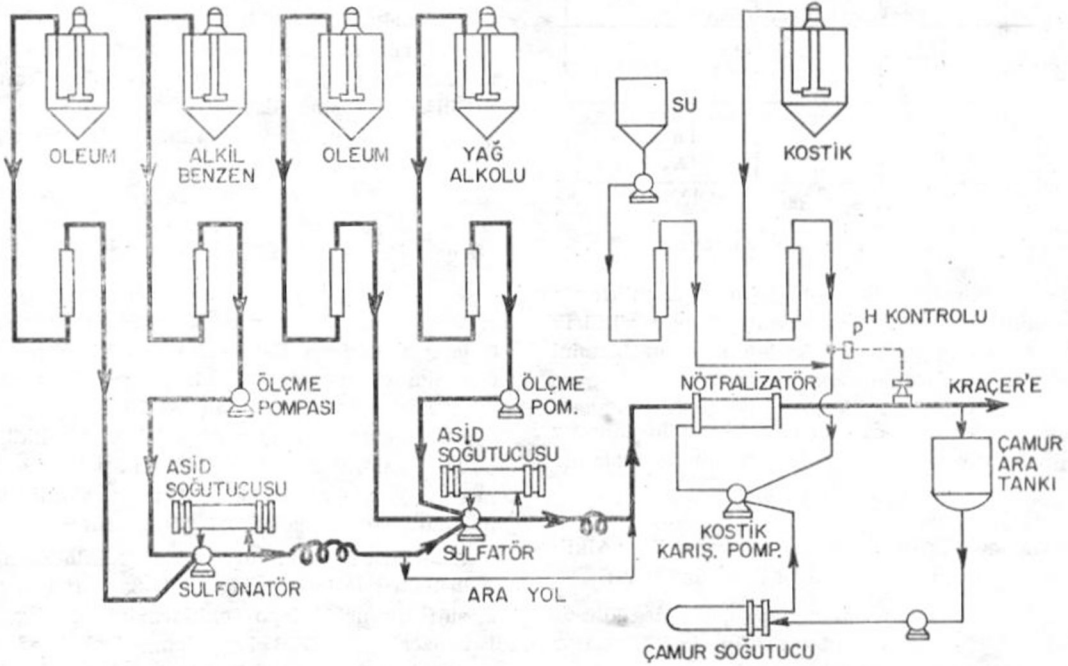 OLEUM
ALKİL
BENZEN
OLEUM
YAĞ
ALKOLU
SU
KOSTİK
pH KONTROLU
ÖLÇME
POMPASI
ÖLÇME
POM.
NÖTRALİZATÖR
KRAÇER'E
ASİD
SOĞUTUCUSU
ASİD
SOĞUTUCUSU
ÇAMUR
ARA
TANKI
SULFONATÖR
SULFATÖR
ARA YOL
KOSTİK
KARIŞ. POMP.
ÇAMUR SOĞUTUCU